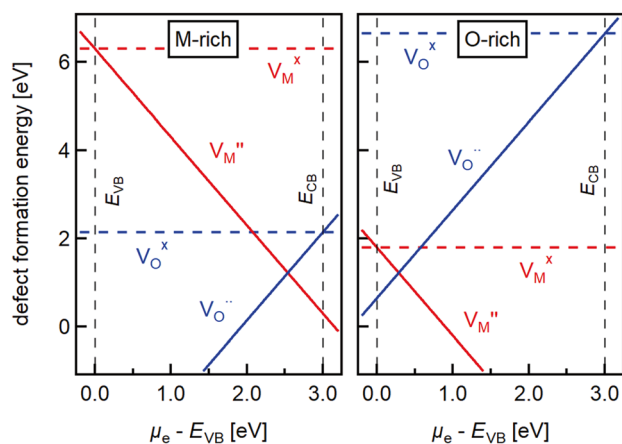 M-rich
O-rich
defect formation energy [eV]
6
4
2
0
V_M^x
V_M''
E_VB
E_CB
V_O^x
V_O^¨
0.0
1.0
2.0
3.0
μ_e - E_VB [eV]
V_O^x
V_O^¨
E_VB
E_CB
V_M^x
V_M''
0.0
1.0
2.0
3.0
μ_e - E_VB [eV]